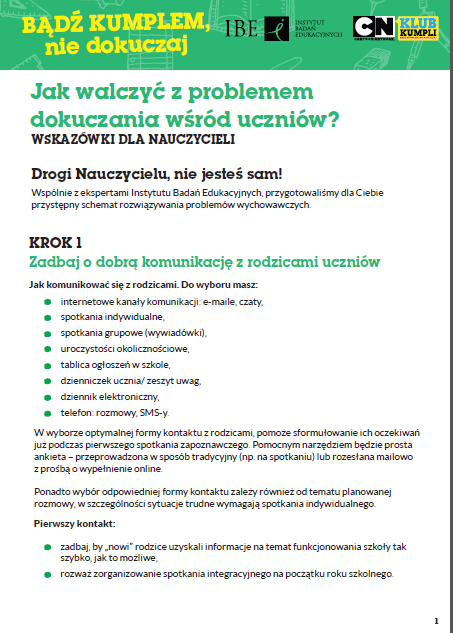 BĄDŹ KUMPLEM,
nie dokuczaj
IBE
INSTYTUT
BADAŃ
EDUKACYJNYCH
CN
CARTOON NETWORK
KLUB
KUMPLI
Jak walczyć z problemem
dokuczania wśród uczniów?
WSKAZÓWKI DLA NAUCZYCIELI
Drogi Nauczycielu, nie jesteś sam!
Wspólnie z ekspertami Instytutu Badań Edukacyjnych, przygotowaliśmy dla Ciebie
przystępny schemat rozwiązywania problemów wychowawczych.
KROK 1
Zadbaj o dobrą komunikację z rodzicami uczniów
Jak komunikować się z rodzicami. Do wyboru masz:
internetowe kanały komunikacji: e-maile, czaty,
spotkania indywidualne,
spotkania grupowe (wywiadówki),
uroczystości okolicznościowe,
tablica ogłoszeń w szkole,
dzienniczek ucznia/ zeszyt uwag,
dziennik elektroniczny,
telefon: rozmowy, SMS-y.
W wyborze optymalnej formy kontaktu z rodzicami, pomoże sformułowanie ich oczekiwań
już podczas pierwszego spotkania zapoznawczego. Pomocnym narzędziem będzie prosta
ankieta – przeprowadzona w sposób tradycyjny (np. na spotkaniu) lub rozesłana mailowo
z prośbą o wypełnienie online.
Ponadto wybór odpowiedniej formy kontaktu zależy również od tematu planowanej
rozmowy, w szczególności sytuacje trudne wymagają spotkania indywidualnego.
Pierwszy kontakt:
zadbaj, by „nowi” rodzice uzyskali informacje na temat funkcjonowania szkoły tak
szybko, jak to możliwe,
rozważ zorganizowanie spotkania integracyjnego na początku roku szkolnego.
1